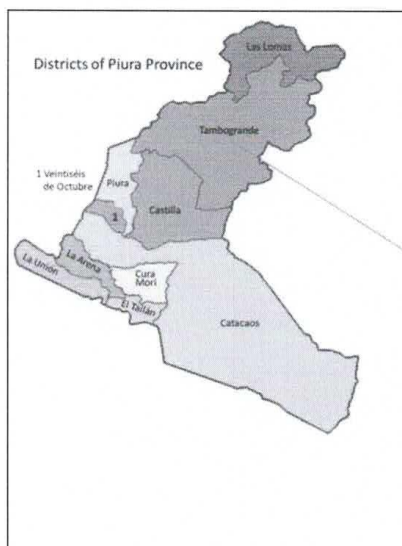 Las Lomas
Districts of Piura Province
Tambogrande
1 Veintiséis
de Octubre
Piura
1
Castilla
La Arena
La Unión
Cura
Mori
El Tallán
Catacaos